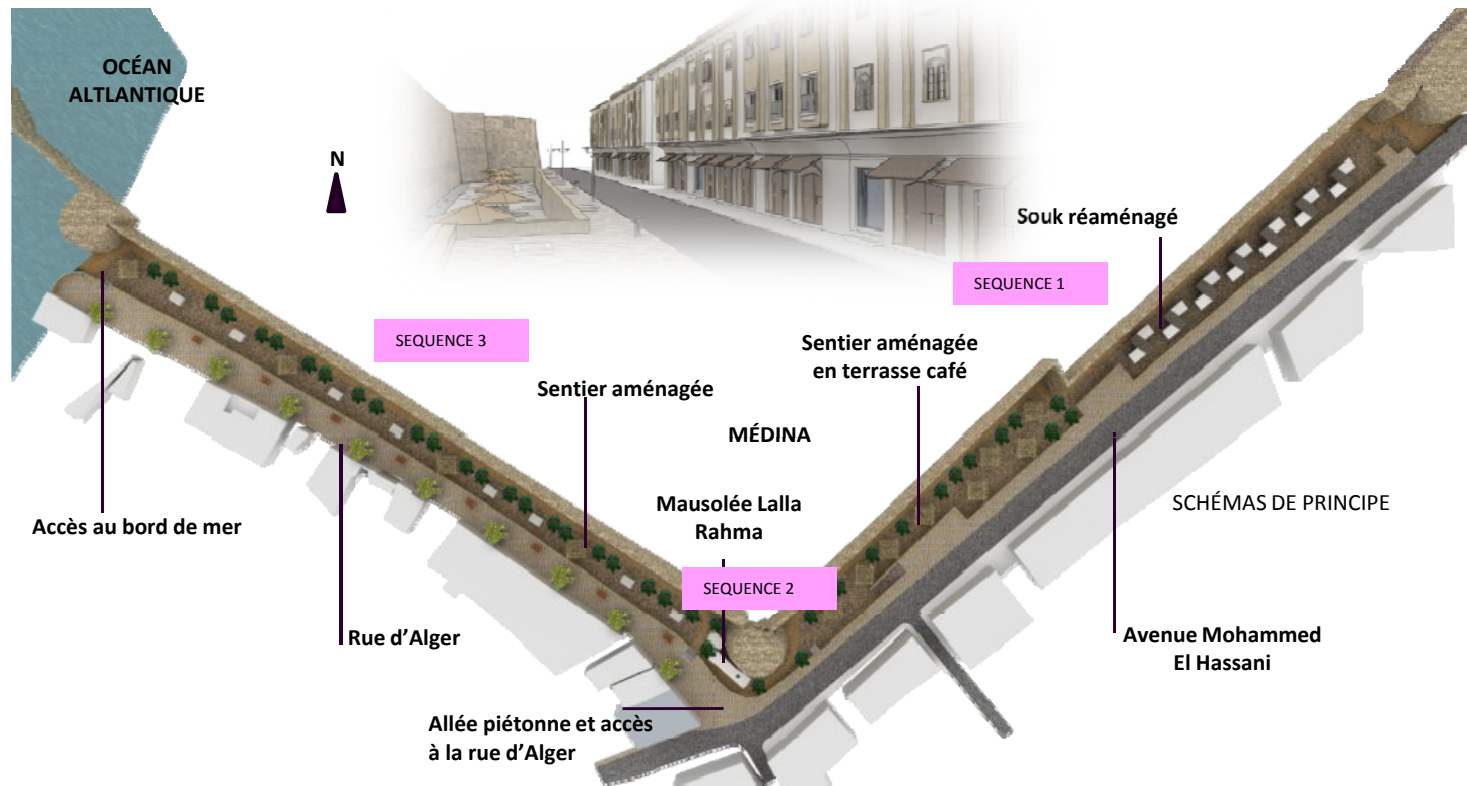 OCÉAN
ALTLANTIQUE
N
Souk réaménagé
SEQUENCE 1
SEQUENCE 3
Sentier aménagée
en terrasse café
Sentier aménagée
MÉDINA
Mausolée Lalla
Rahma
SCHÉMAS DE PRINCIPE
Accès au bord de mer
SEQUENCE 2
Rue d’Alger
Avenue Mohammed
El Hassani
Allée piétonne et accès
à la rue d’Alger